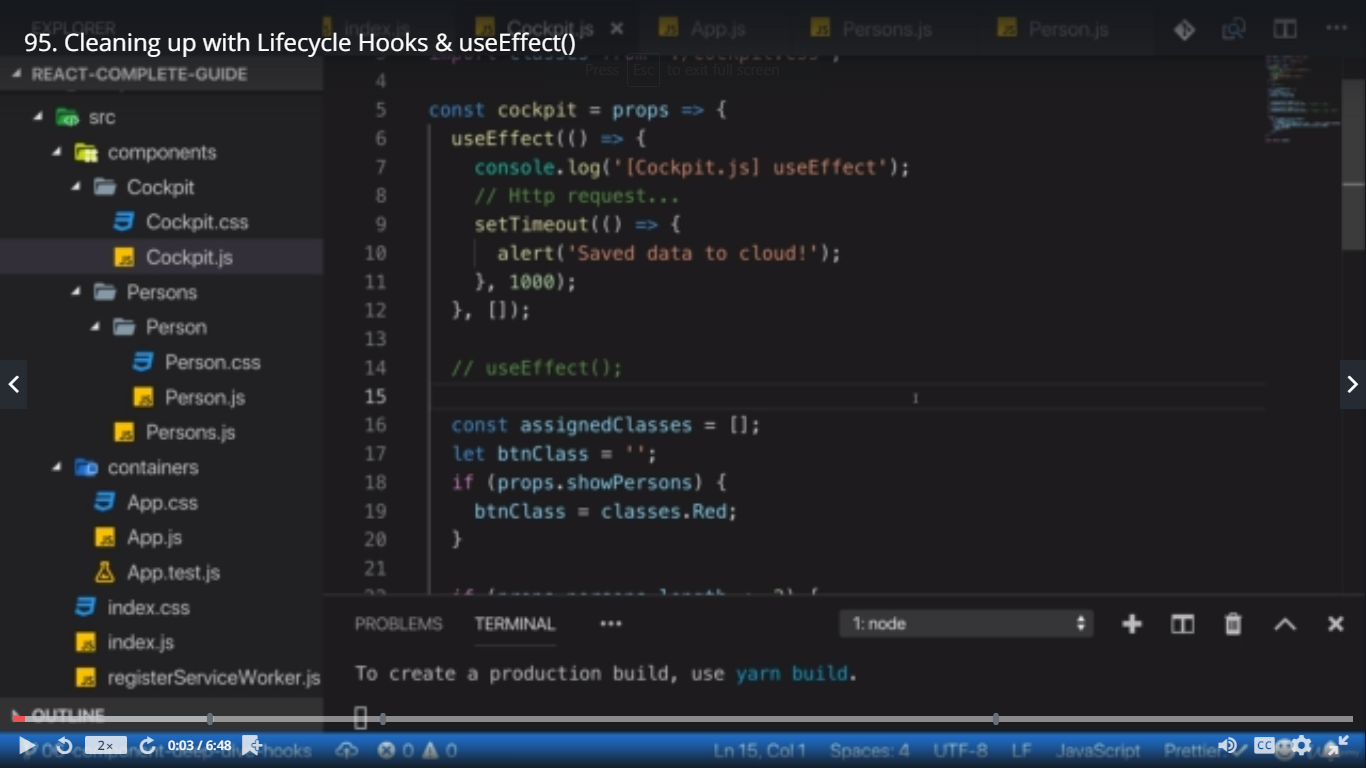 EXPLORER
index.js Cockpit.js App.js Persons.js Person.js
95. Cleaning up with Lifecycle Hooks & useEffect()
Press Esc to exit full screen
REACT-COMPLETE-GUIDE
src
components
Cockpit
Cockpit.css
Cockpit.js
Persons
Person
Person.css
Person.js
Persons.js
containers
App.css
App.js
App.test.js
index.css
index.js
registerServiceWorker.js
OUTLINE
4
5 const cockpit = props => {
6 useEffect(() => {
7 console.log('[Cockpit.js] useEffect');
8 // Http request...
9 setTimeout(() => {
10 alert('Saved data to cloud!');
11 }, 1000);
12 }, []);
13
14 // useEffect();
15
16 const assignedClasses = [];
17 let btnClass = '';
18 if (props.showPersons) {
19 btnClass = classes.Red;
20 }
21
PROBLEMS TERMINAL ••• 1: node
To create a production build, use yarn build.
2x 0:03 / 6:48 hooks 0 0 Ln 15, Col 1 Spaces: 4 UTF-8 LF JavaScript Prettier CC